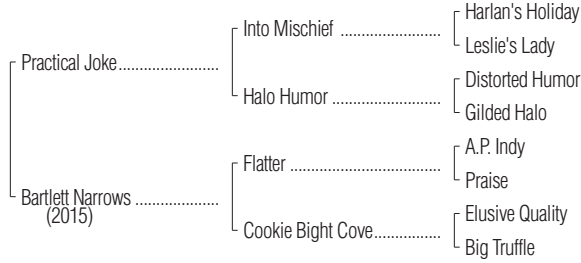 Harlan's Holiday
Into Mischief ....................
Leslie's Lady
Practical Joke....................
Distorted Humor
Halo Humor ......................
Gilded Halo
A.P. Indy
Flatter ..............................
Praise
Bartlett Narrows .................
(2015)
Elusive Quality
Cookie Bight Cove..............
Big Truffle